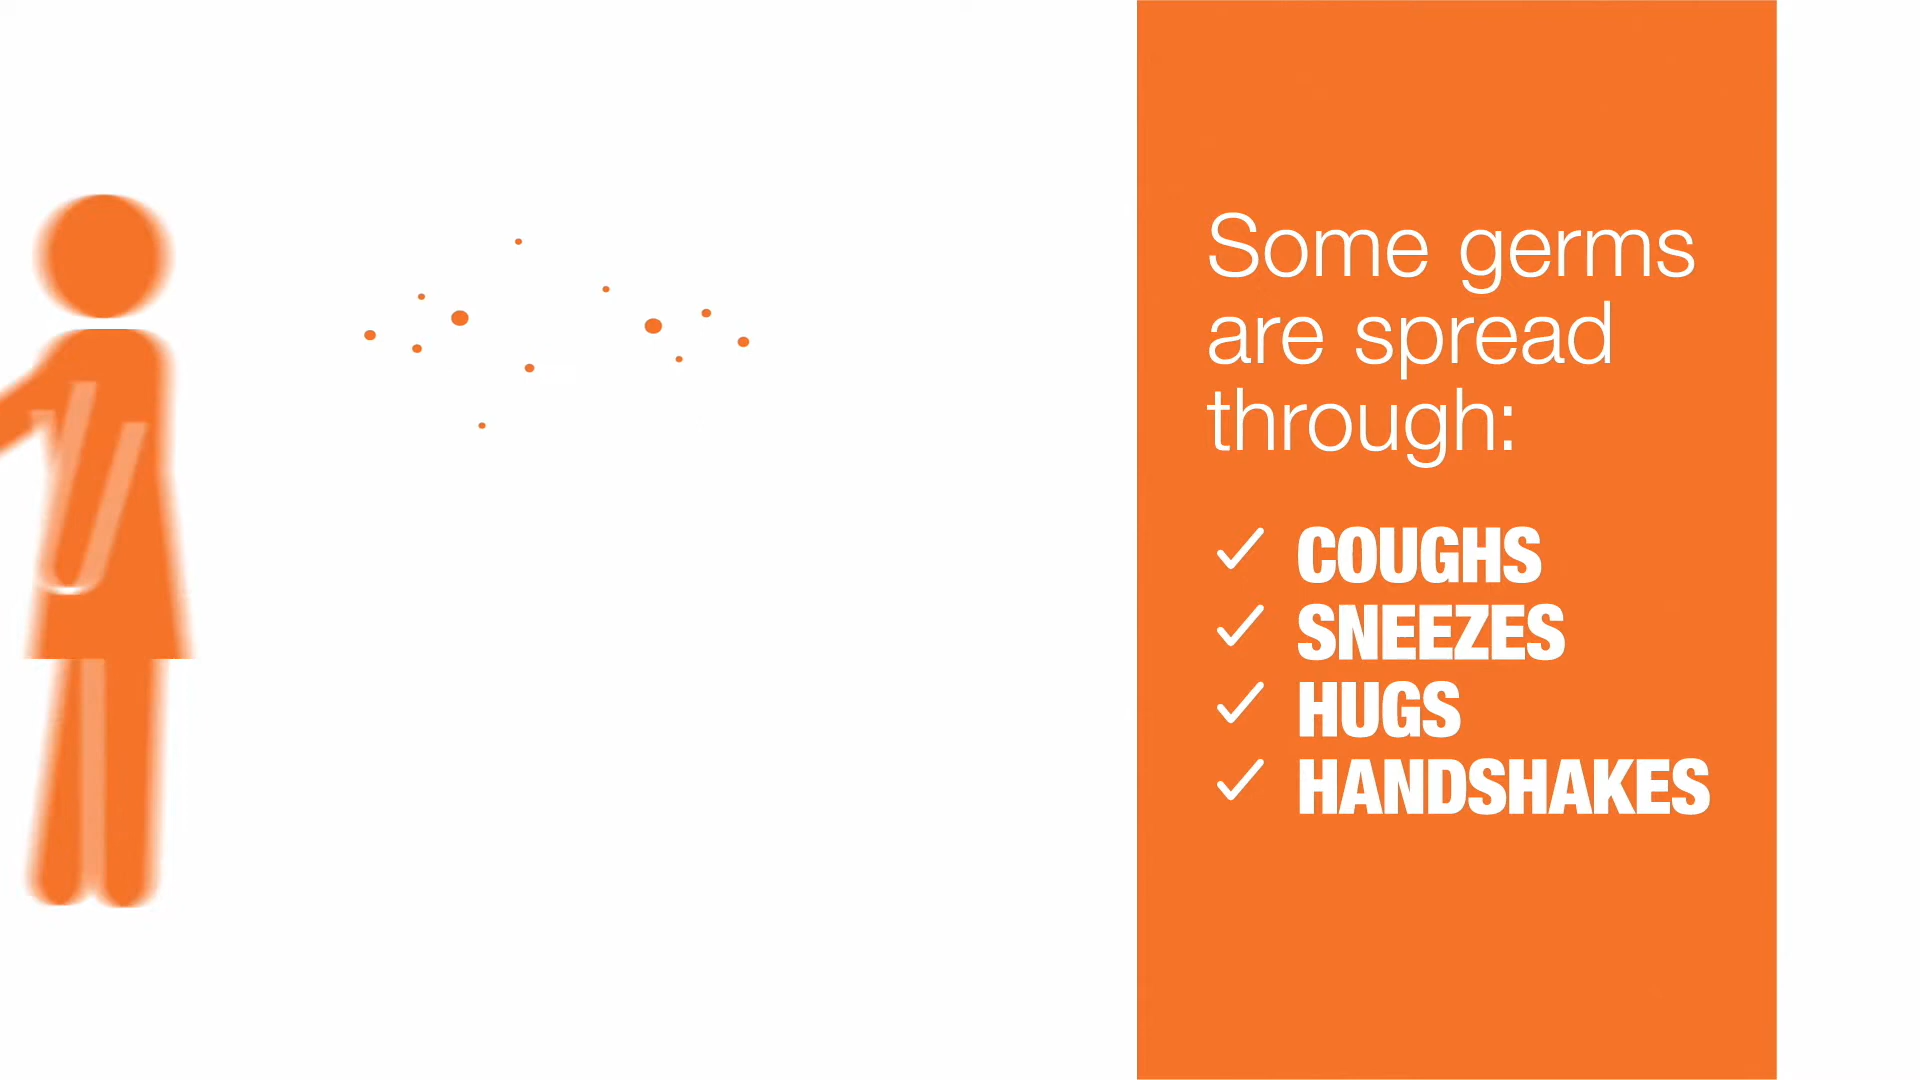 Some germs
are spread
through:
COUGHS
SNEEZES
HUGS
HANDSHAKES